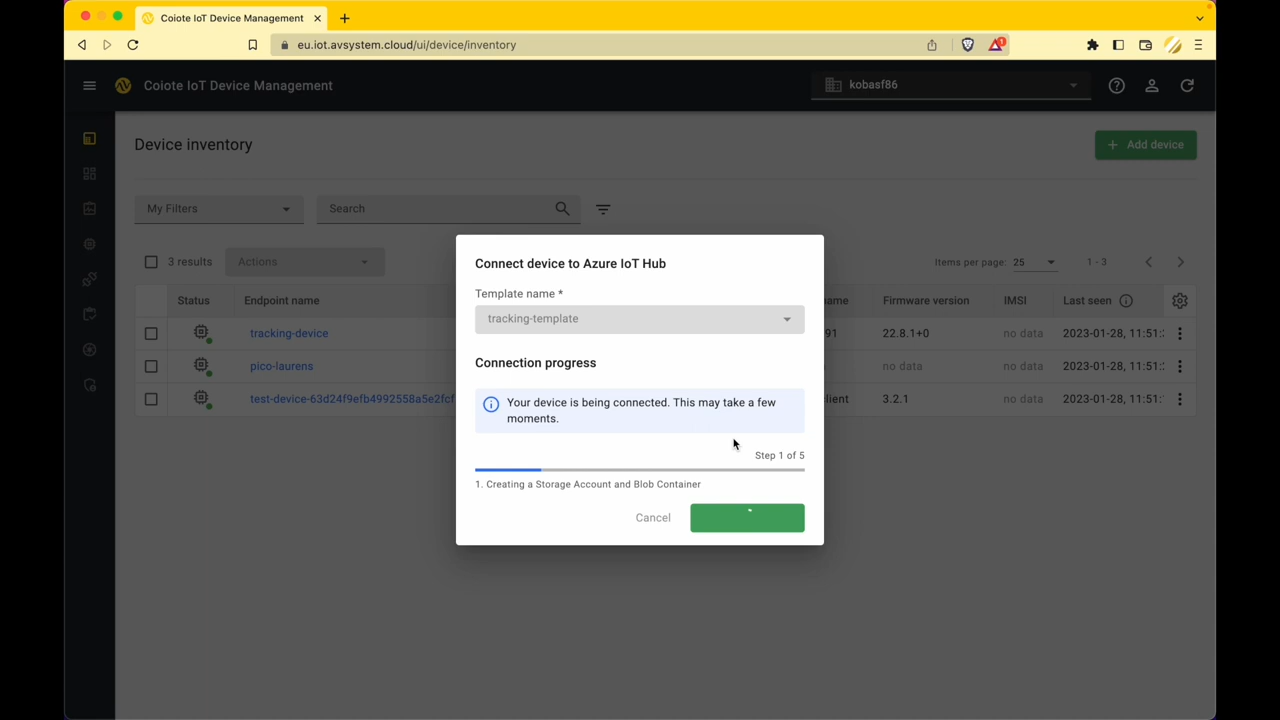 Coiote IoT Device Management
eu.iot.avsystem.cloud/ui/device/inventory
1
Coiote IoT Device Management
kobasf86
Device inventory
Add device
My Filters
Search
3 results
Actions
Items per page: 25
1 - 3
Status
Endpoint name
name
Firmware version
IMSI
Last seen
tracking-device
91
22.8.1+0
no data
2023-01-28, 11:51:
pico-laurens
no data
no data
2023-01-28, 11:51:
test-device-63d24f9efb4992558a5e2fcf
client
3.2.1
no data
2023-01-28, 11:51:
Connect device to Azure IoT Hub
Template name *
tracking-template
Connection progress
Your device is being connected. This may take a few
moments.
Step 1 of 5
1. Creating a Storage Account and Blob Container
Cancel